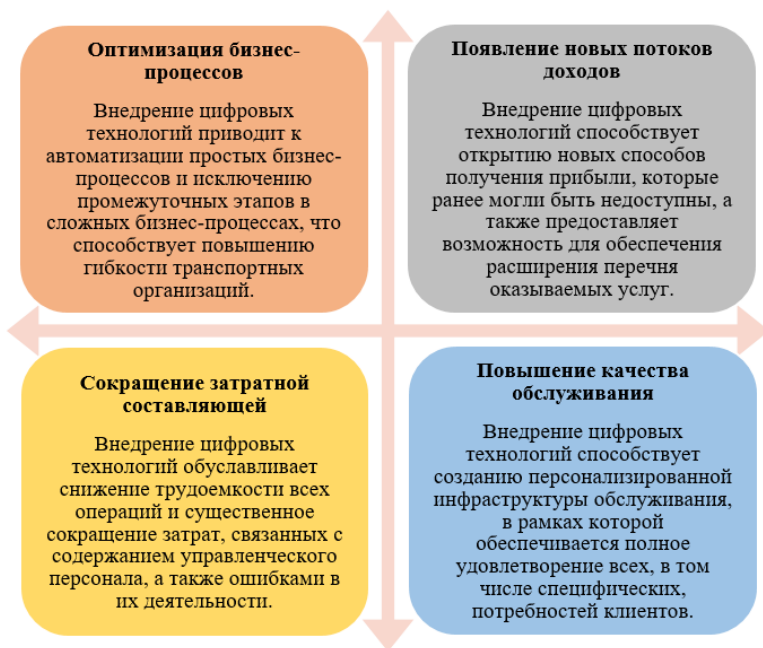 Оптимизация бизнес-
процессов
Внедрение цифровых
технологий приводит к
автоматизации простых бизнес-
процессов и исключению
промежуточных этапов в
сложных бизнес-процессах, что
способствует повышению
гибкости транспортных
организаций.
Появление новых потоков
доходов
Внедрение цифровых
технологий способствует
открытию новых способов
получения прибыли, которые
ранее могли быть недоступны, а
также предоставляет
возможность для обеспечения
расширения перечня
оказываемых услуг.
Сокращение затратной
составляющей
Внедрение цифровых
технологий обуславливает
снижение трудоемкости всех
операций и существенное
сокращение затрат, связанных с
содержанием управленческого
персонала, а также ошибками в
их деятельности.
Повышение качества
обслуживания
Внедрение цифровых
технологий способствует
созданию персонализированной
инфраструктуры обслуживания,
в рамках которой
обеспечивается полное
удовлетворение всех, в том
числе специфических,
потребностей клиентов.